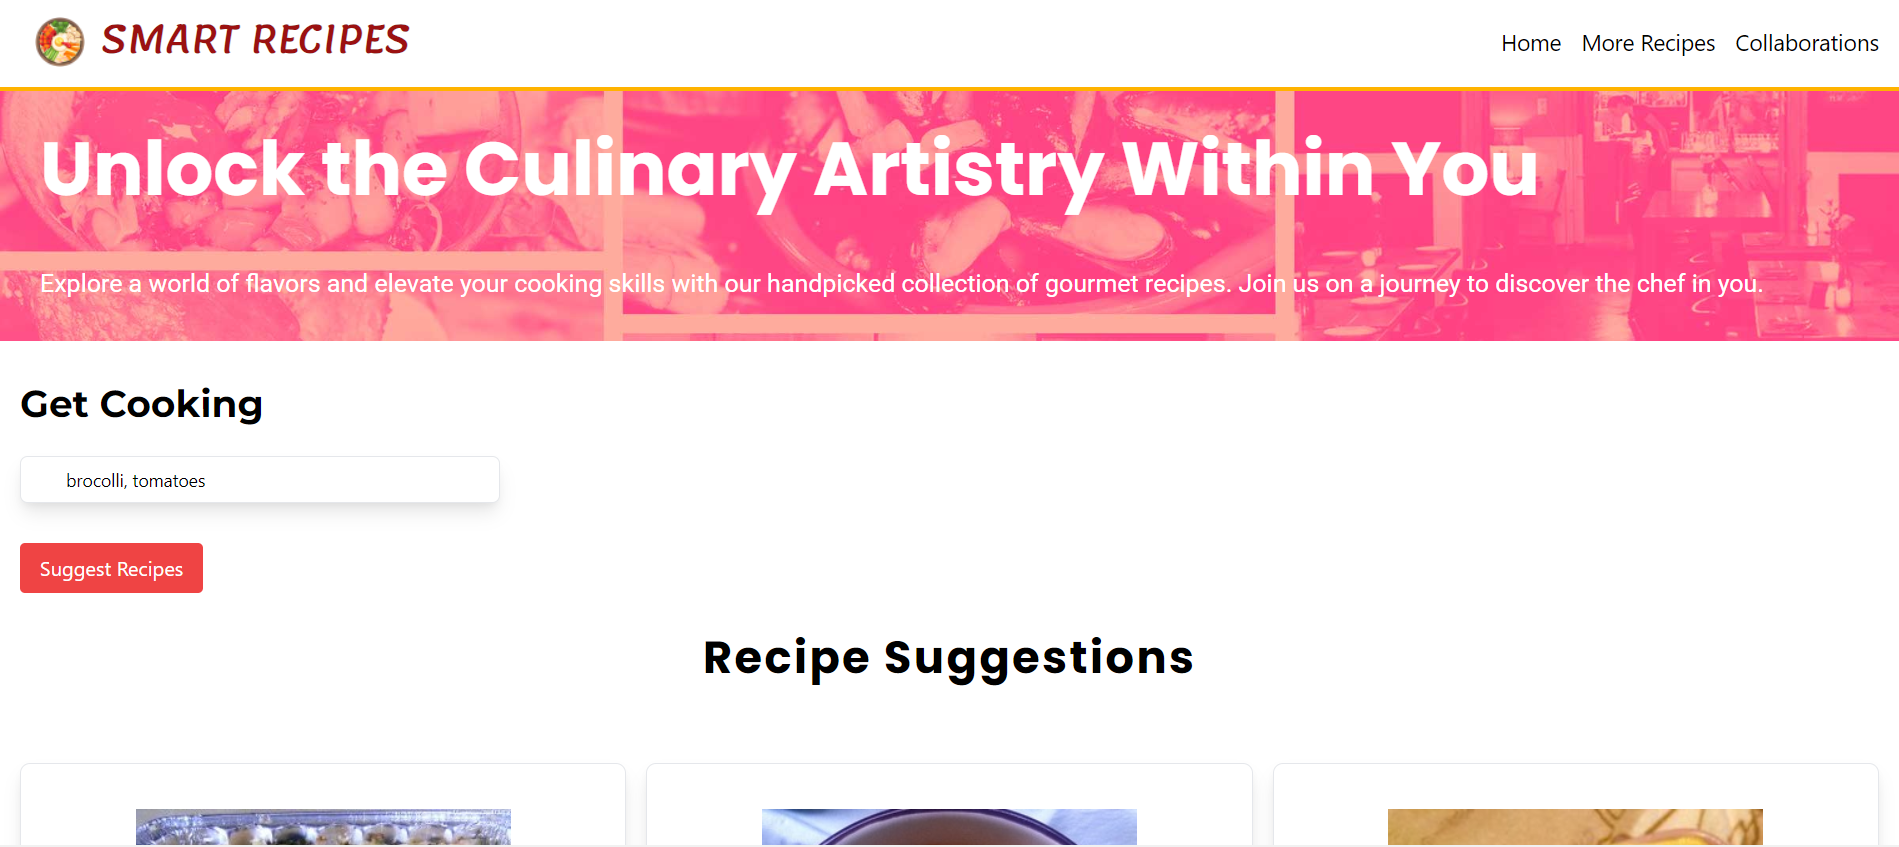 SMART RECIPES
Home More Recipes Collaborations
Unlock the Culinary Artistry Within You
Explore a world of flavors and elevate your cooking skills with our handpicked collection of gourmet recipes. Join us on a journey to discover the chef in you.
Get Cooking
brocolli, tomatoes
Suggest Recipes
Recipe Suggestions